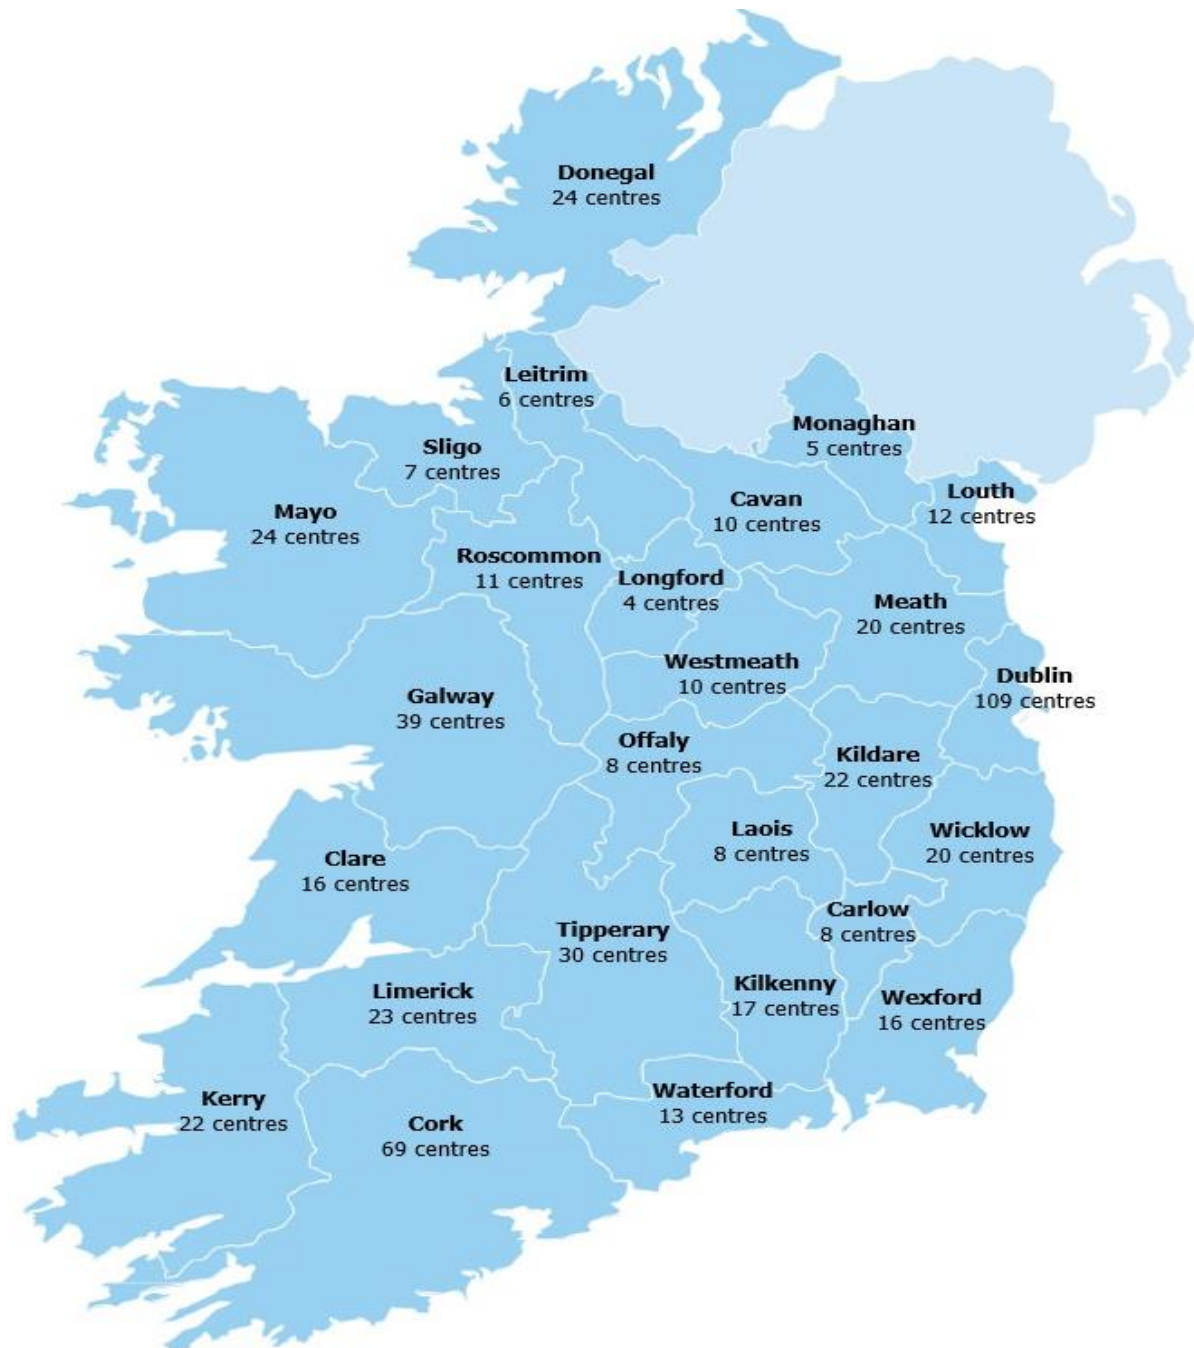 Donegal
24 centres
Leitrim
6 centres
Monaghan
5 centres
Sligo
7 centres
Louth
12 centres
Cavan
10 centres
Mayo
24 centres
Roscommon
11 centres
Longford
4 centres
Meath
20 centres
Westmeath
10 centres
Dublin
109 centres
Galway
39 centres
Offaly
8 centres
Kildare
22 centres
Laois
8 centres
Wicklow
20 centres
Clare
16 centres
Carlow
8 centres
Tipperary
30 centres
Kilkenny
17 centres
Limerick
23 centres
Wexford
16 centres
Waterford
13 centres
Kerry
22 centres
Cork
69 centres